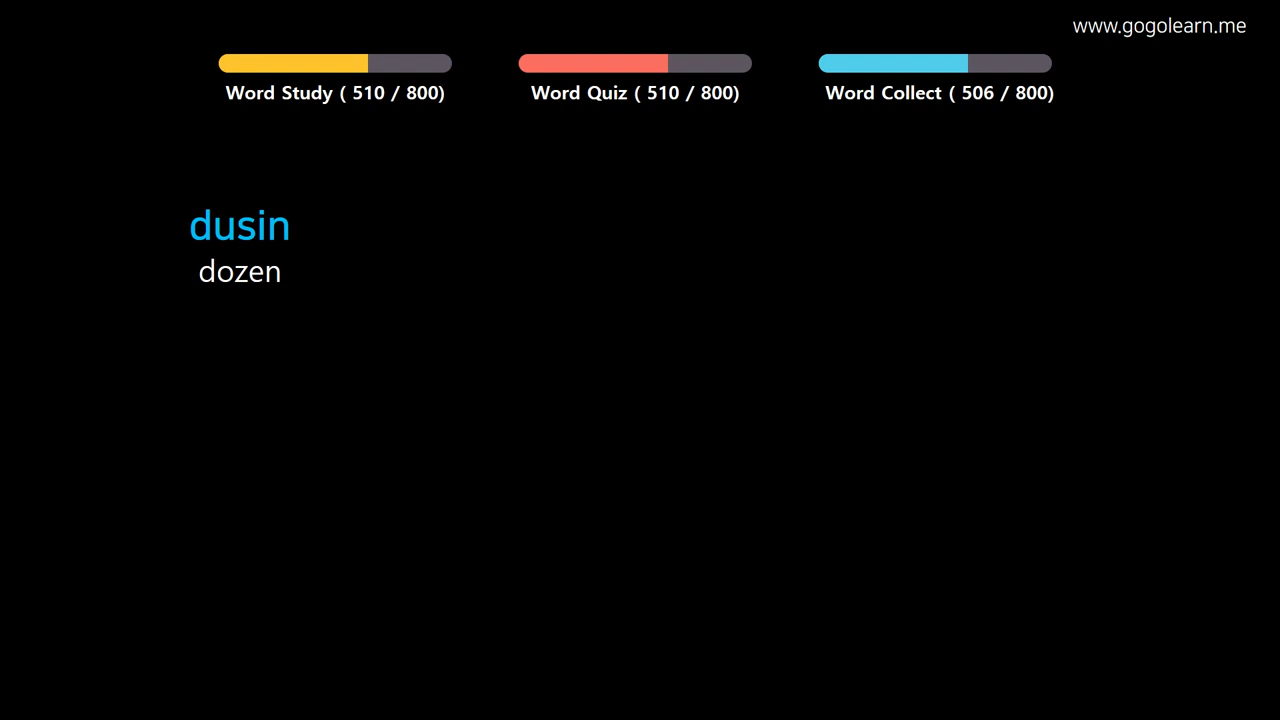 www.gogolearn.me
Word Study ( 510 / 800)
Word Quiz ( 510 / 800)
Word Collect ( 506 / 800)
dusin
dozen